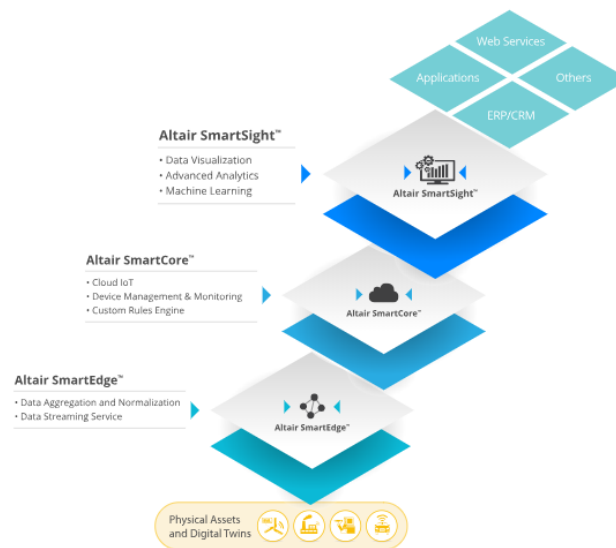 Web Services
Applications
Others
ERP/CRM
Altair SmartSight™
• Data Visualization
• Advanced Analytics
• Machine Learning
Altair SmartSight™
Altair SmartCore™
• Cloud IoT
• Device Management & Monitoring
• Custom Rules Engine
Altair SmartCore™
Altair SmartEdge™
• Data Aggregation and Normalization
• Data Streaming Service
Altair SmartEdge™
Physical Assets
and Digital Twins